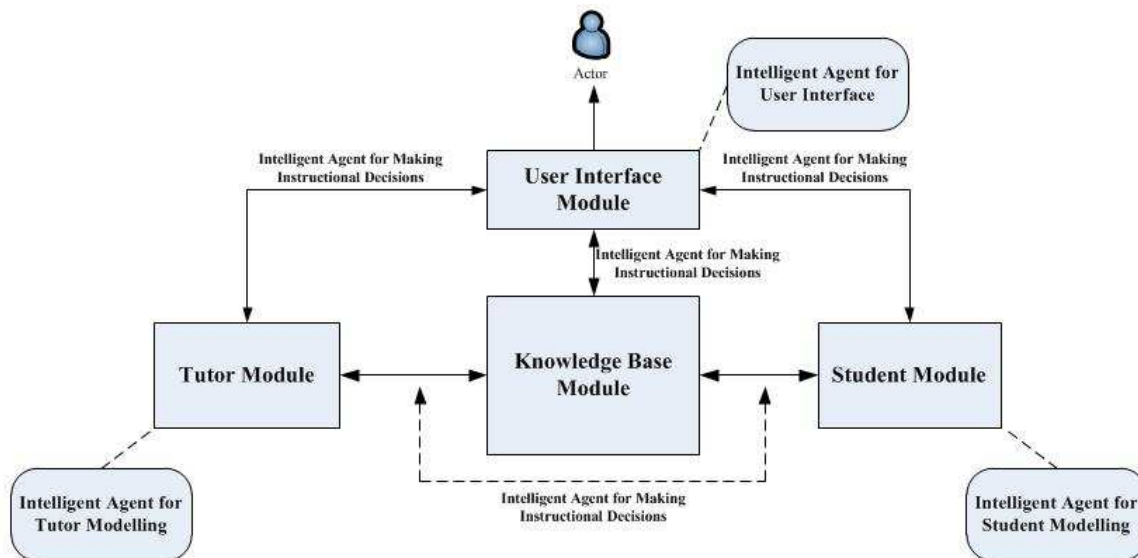 Actor
Intelligent Agent for
User Interface
Intelligent Agent for Making
Instructional Decisions
User Interface
Module
Intelligent Agent for Making
Instructional Decisions
Intelligent Agent for Making
Instructional Decisions
Tutor Module
Knowledge Base
Module
Student Module
Intelligent Agent for
Tutor Modelling
Intelligent Agent for Making
Instructional Decisions
Intelligent Agent for
Student Modelling